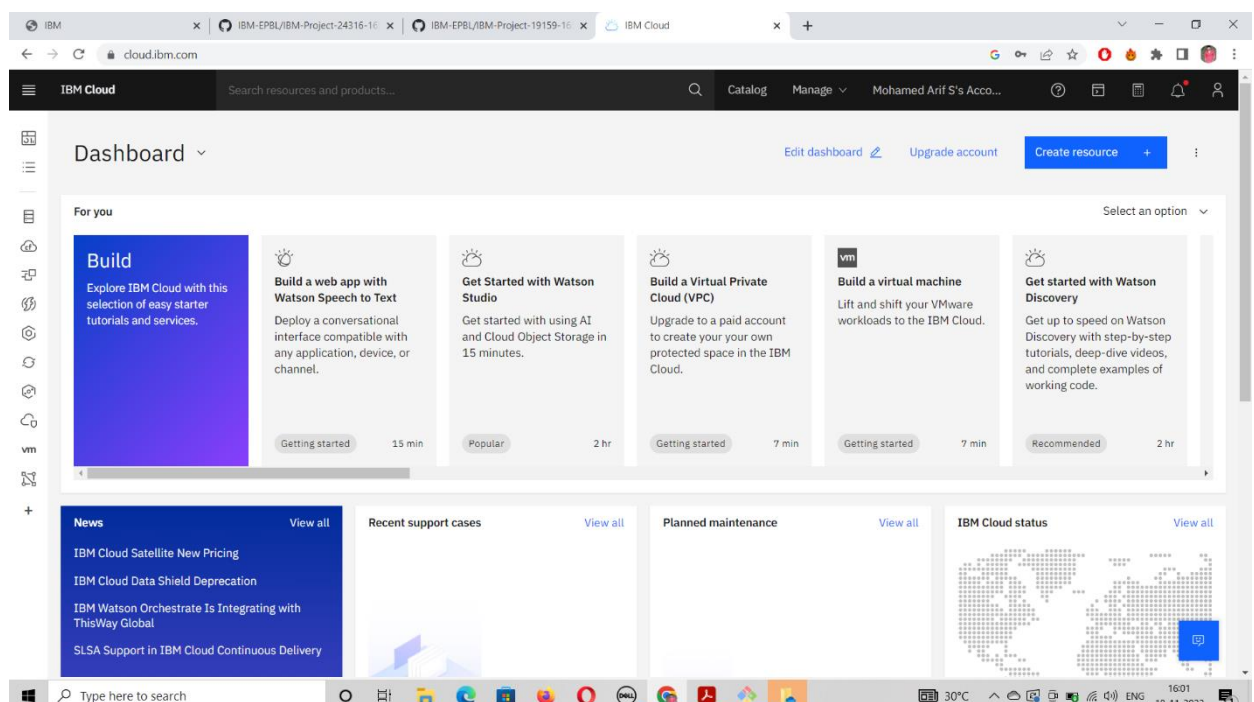 IBM
IBM-EPBL/IBM-Project-24316-16
IBM-EPBL/IBM-Project-19159-16
IBM Cloud
cloud.ibm.com
IBM Cloud
Search resources and products...
Catalog
Manage
Mohamed Arif S's Acco...
Dashboard
Edit dashboard
Upgrade account
Create resource +
For you
Select an option
Build
Explore IBM Cloud with this
selection of easy starter
tutorials and services.
Build a web app with
Watson Speech to Text
Deploy a conversational
interface compatible with
any application, device, or
channel.
Getting started 15 min
Get Started with Watson
Studio
Get started with using AI
and Cloud Object Storage in
15 minutes.
Popular 2 hr
Build a Virtual Private
Cloud (VPC)
Upgrade to a paid account
to create your your own
protected space in the IBM
Cloud.
Getting started 7 min
vm
Build a virtual machine
Lift and shift your VMware
workloads to the IBM Cloud.
Getting started 7 min
Get started with Watson
Discovery
Get up to speed on Watson
Discovery with step-by-step
tutorials, deep-dive videos,
and complete examples of
working code.
Recommended 2 hr
vm
News View all
IBM Cloud Satellite New Pricing
IBM Cloud Data Shield Deprecation
IBM Watson Orchestrate Is Integrating with
ThisWay Global
SLSA Support in IBM Cloud Continuous Delivery
Recent support cases View all
Planned maintenance View all
IBM Cloud status View all
Type here to search
DELL
30°C
ENG
16:01